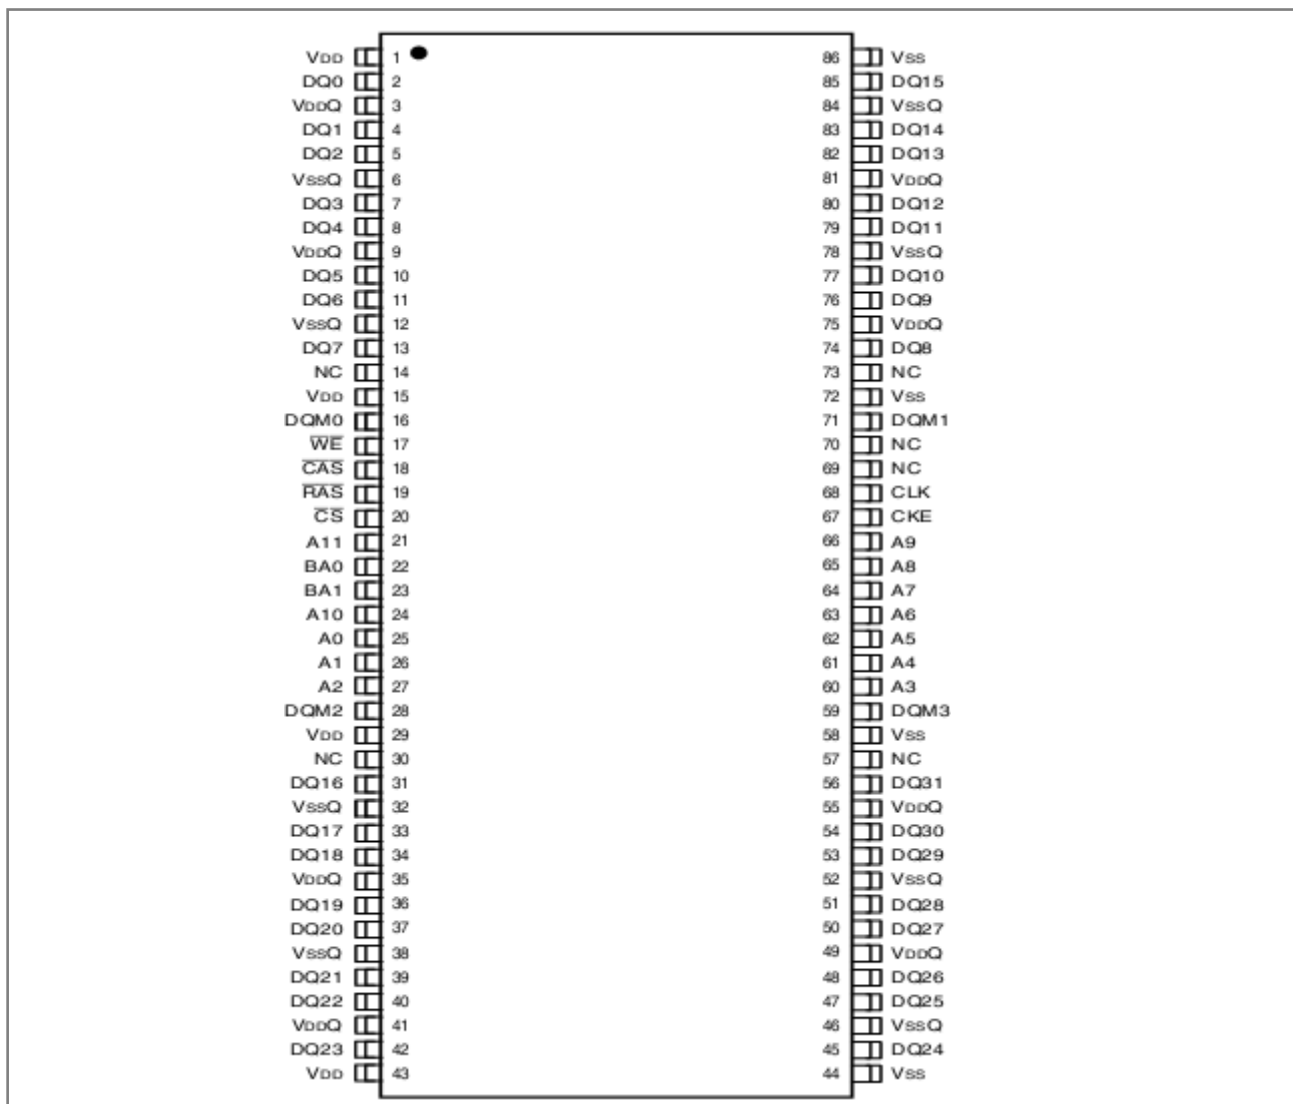 VDD 1 86 VSS
DQ0 2 85 DQ15
VDDQ 3 84 VSSQ
DQ1 4 83 DQ14
DQ2 5 82 DQ13
VSSQ 6 81 VDDQ
DQ3 7 80 DQ12
DQ4 8 79 DQ11
VDDQ 9 78 VSSQ
DQ5 10 77 DQ10
DQ6 11 76 DQ9
VSSQ 12 75 VDDQ
DQ7 13 74 DQ8
NC 14 73 NC
VDD 15 72 VSS
DQM0 16 71 DQM1
W̅E̅ 17 70 NC
C̅A̅S̅ 18 69 NC
R̅A̅S̅ 19 68 CLK
C̅S̅ 20 67 CKE
A11 21 66 A9
BA0 22 65 A8
BA1 23 64 A7
A10 24 63 A6
A0 25 62 A5
A1 26 61 A4
A2 27 60 A3
DQM2 28 59 DQM3
VDD 29 58 VSS
NC 30 57 NC
DQ16 31 56 DQ31
VSSQ 32 55 VDDQ
DQ17 33 54 DQ30
DQ18 34 53 DQ29
VDDQ 35 52 VSSQ
DQ19 36 51 DQ28
DQ20 37 50 DQ27
VSSQ 38 49 VDDQ
DQ21 39 48 DQ26
DQ22 40 47 DQ25
VDDQ 41 46 VSSQ
DQ23 42 45 DQ24
VDD 43 44 VSS